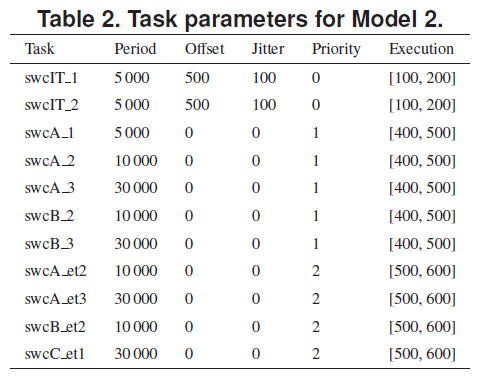 Table 2. Task parameters for Model 2.
Task Period Offset Jitter Priority Execution
swcIT_1 5 000 500 100 0 [100, 200]
swcIT_2 5 000 500 100 0 [100, 200]
swcA_1 5 000 0 0 1 [400, 500]
swcA_2 10 000 0 0 1 [400, 500]
swcA_3 30 000 0 0 1 [400, 500]
swcB_2 10 000 0 0 1 [400, 500]
swcB_3 30 000 0 0 1 [400, 500]
swcA_et2 10 000 0 0 2 [500, 600]
swcA_et3 30 000 0 0 2 [500, 600]
swcB_et2 10 000 0 0 2 [500, 600]
swcC_et1 30 000 0 0 2 [500, 600]